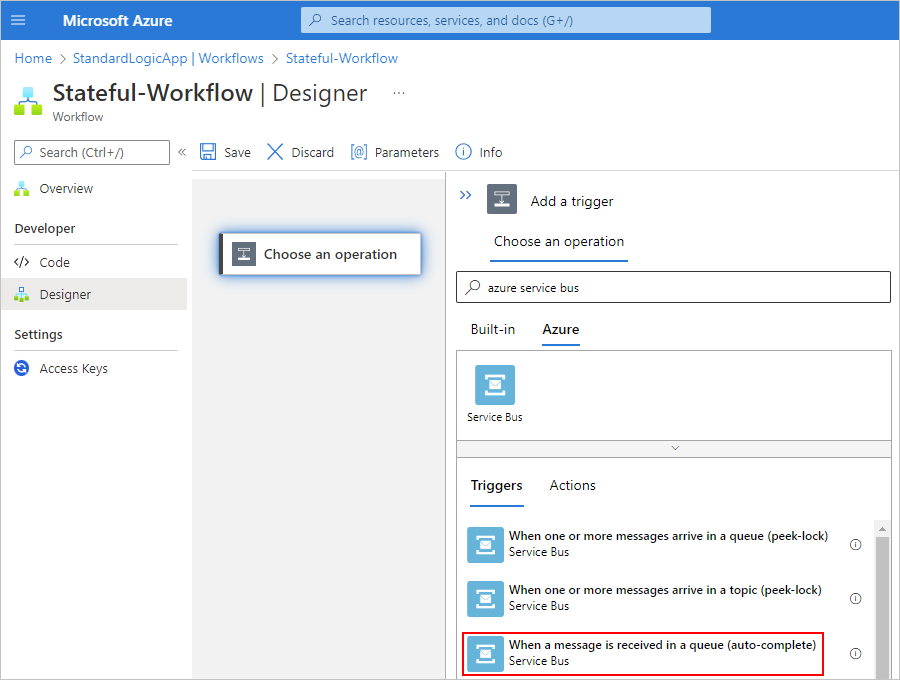 Microsoft Azure
Search resources, services, and docs (G+/)
Home > StandardLogicApp | Workflows > Stateful-Workflow
Stateful-Workflow | Designer ...
Workflow
Search (Ctrl+/)
«
Save
Discard
[@] Parameters
Info
Overview
Developer
</> Code
Designer
Settings
Access Keys
Choose an operation
Add a trigger
Choose an operation
azure service bus
Built-in
Azure
Service Bus
Triggers
Actions
When one or more messages arrive in a queue (peek-lock)
Service Bus
When one or more messages arrive in a topic (peek-lock)
Service Bus
When a message is received in a queue (auto-complete)
Service Bus